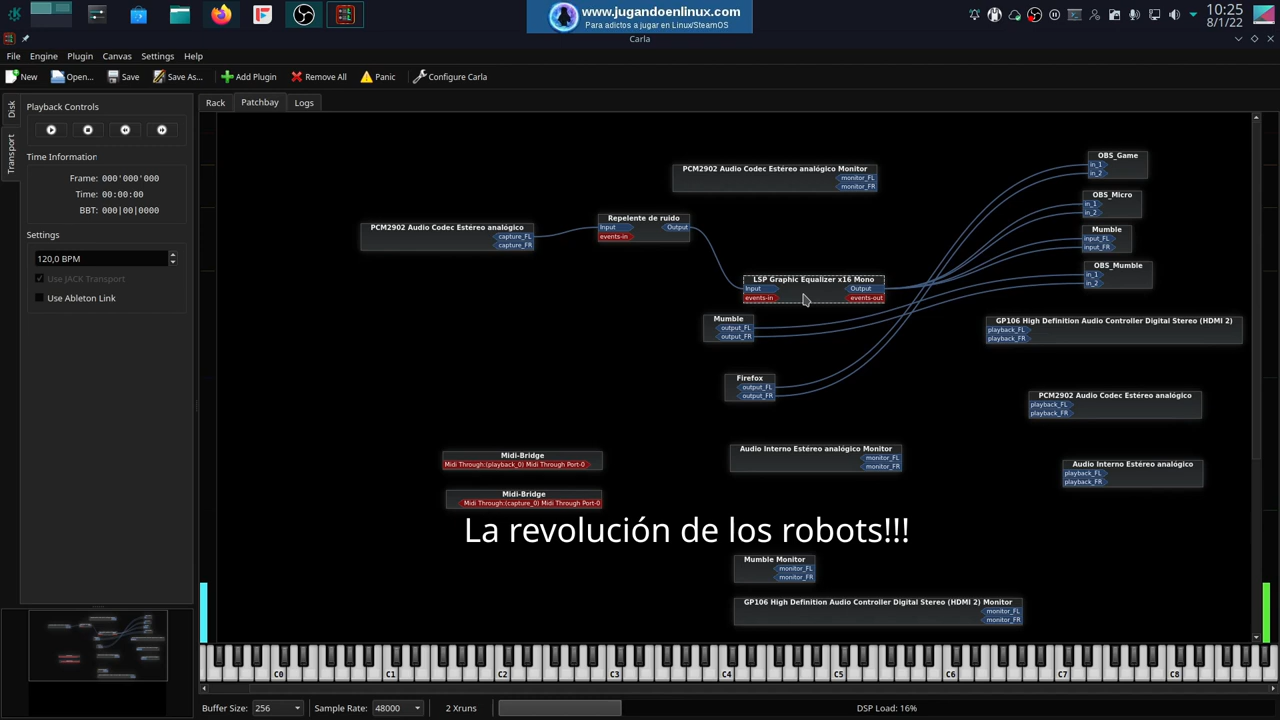 www.jugandoenlinux.com
Para adictos a jugar en Linux/SteamOS
10:25
8/1/22
Carla
File Engine Plugin Canvas Settings Help
New Open... Save Save As... Add Plugin Remove All Panic Configure Carla
Disk
Transport
Playback Controls
Time Information
Frame: 000'000'000
Time: 00:00:00
BBT: 000|00|0000
Settings
120,0 BPM
Use JACK Transport
Use Ableton Link
Rack Patchbay Logs
PCM2902 Audio Codec Estéreo analógico Monitor
monitor_FL
monitor_FR
OBS_Game
in_1
in_2
OBS_Micro
in_1
in_2
PCM2902 Audio Codec Estéreo analógico
capture_FL
capture_FR
Repelente de ruido
Input Output
events-in
Mumble
input_FL
input_FR
OBS_Mumble
in_1
in_2
LSP Graphic Equalizer x16 Mono
Input Output
events-in events-out
Mumble
output_FL
output_FR
GP106 High Definition Audio Controller Digital Stereo (HDMI 2)
playback_FL
playback_FR
Firefox
output_FL
output_FR
PCM2902 Audio Codec Estéreo analógico
playback_FL
playback_FR
Audio Interno Estéreo analógico Monitor
monitor_FL
monitor_FR
Audio Interno Estéreo analógico
playback_FL
playback_FR
Midi-Bridge
Midi Through:(playback_0) Midi Through Port-0
Midi-Bridge
Midi Through:(capture_0) Midi Through Port-0
La revolución de los robots!!!
Mumble Monitor
monitor_FL
monitor_FR
GP106 High Definition Audio Controller Digital Stereo (HDMI 2) Monitor
monitor_FL
monitor_FR
C0 C1 C2 C3 C4 C5 C6 C7 C8
Buffer Size: 256 Sample Rate: 48000 2 Xruns DSP Load: 16%